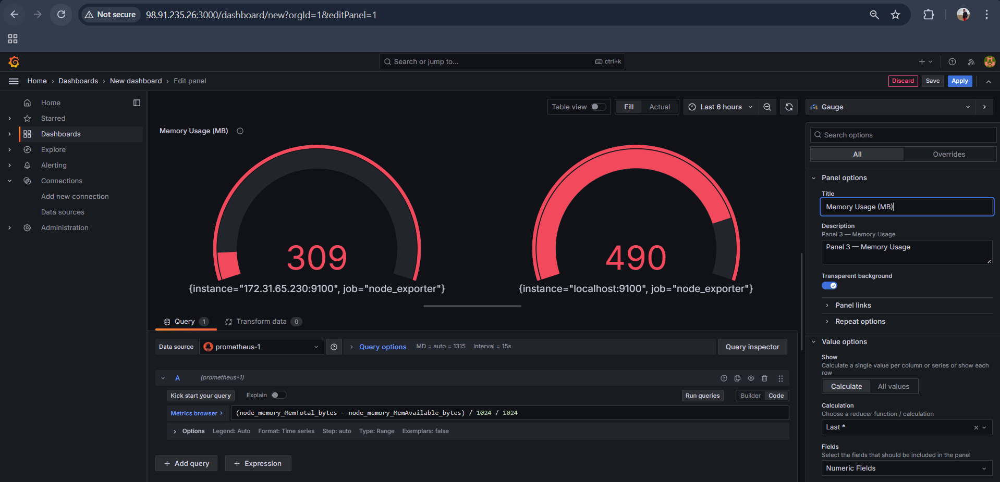 Not secure
98.91.235.26:3000/dashboard/new?orgId=1&editPanel=1
Search or jump to...
ctrl+k
Home › Dashboards › New dashboard › Edit panel
Discard
Save
Apply
Home
Starred
Dashboards
Explore
Alerting
Connections
Add new connection
Data sources
Administration
Table view
Fill
Actual
Last 6 hours
Memory Usage (MB)
309
{instance="172.31.65.230:9100", job="node_exporter"}
490
{instance="localhost:9100", job="node_exporter"}
Query 1
Transform data 0
Data source
prometheus-1
Query options
MD = auto = 1315
Interval = 15s
Query inspector
A
(prometheus-1)
Kick start your query
Explain
Run queries
Builder
Code
Metrics browser >
(node_memory_MemTotal_bytes - node_memory_MemAvailable_bytes) / 1024 / 1024
Options
Legend: Auto
Format: Time series
Step: auto
Type: Range
Exemplars: false
+ Add query
+ Expression
Gauge
Search options
All
Overrides
Panel options
Title
Memory Usage (MB)
Description
Panel 3 — Memory Usage
Panel 3 — Memory Usage
Transparent background
Panel links
Repeat options
Value options
Show
Calculate a single value per column or series or show each
row
Calculate
All values
Calculation
Choose a reducer function / calculation
Last *
Fields
Select the fields that should be included in the panel
Numeric Fields